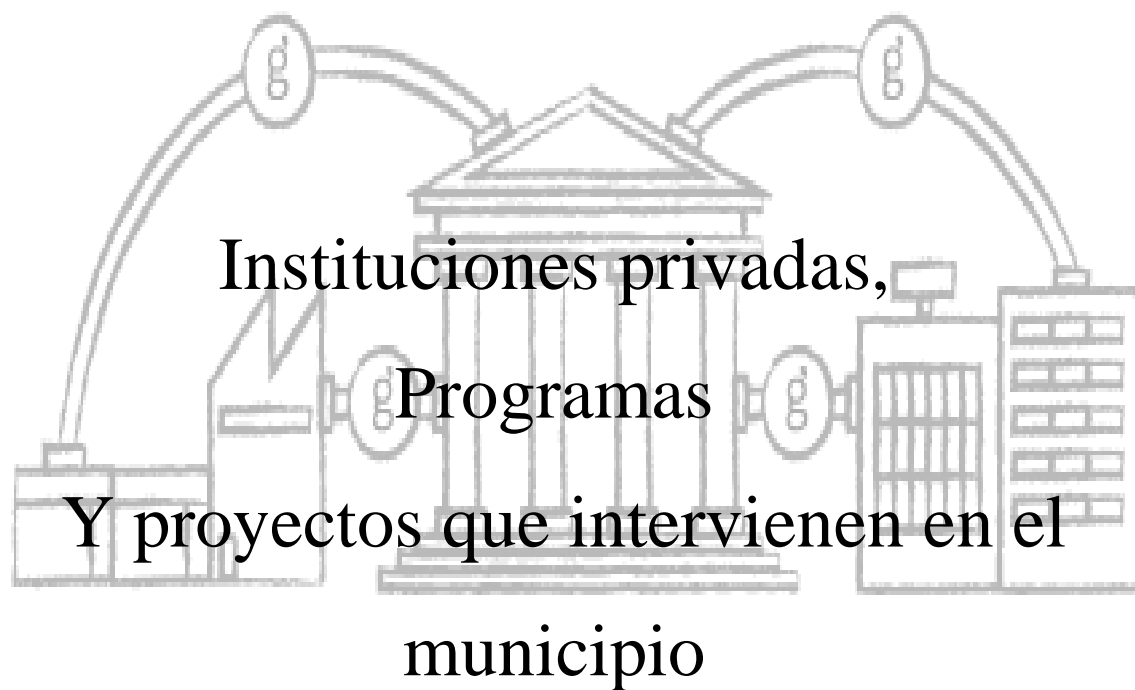 g'
g'
Instituciones privadas,
g'
Programas
g'
Y proyectos que intervienen en el
municipio